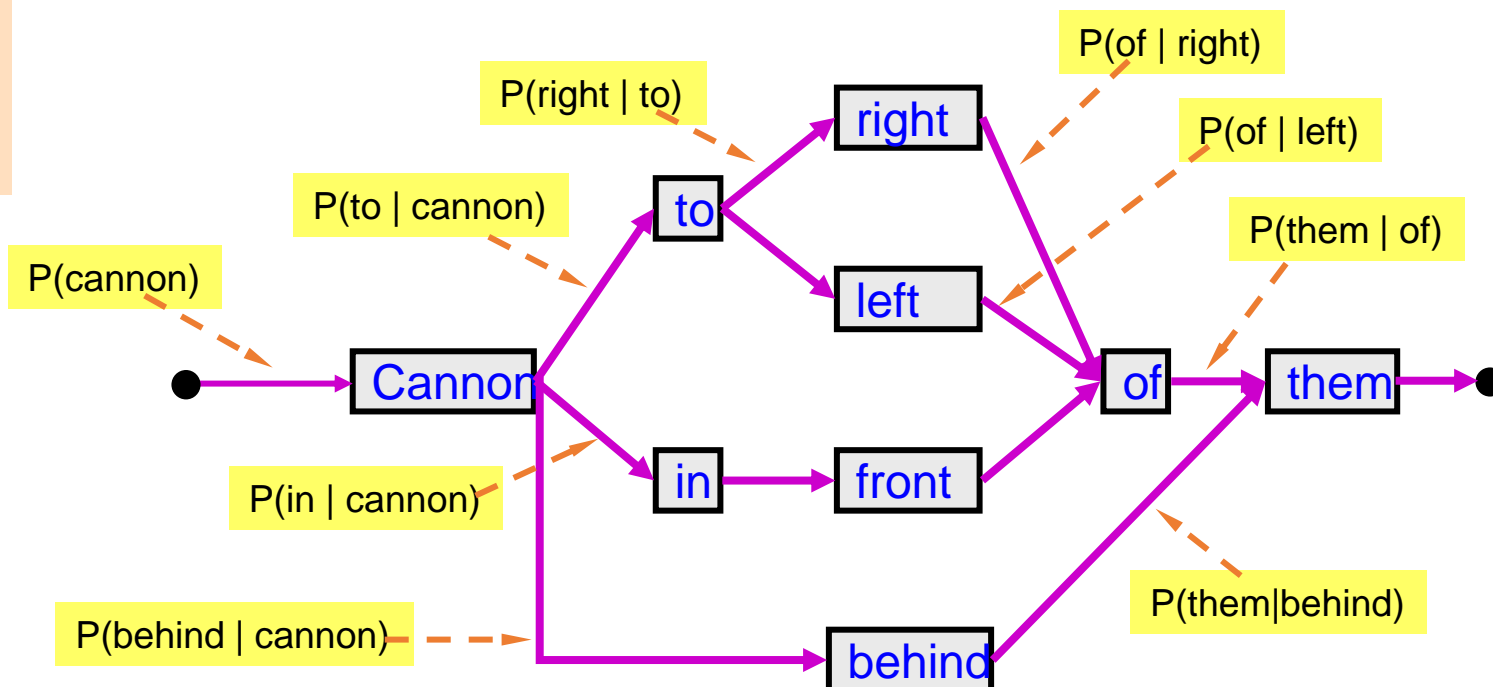 P(of | right)
P(right | to)
right
P(of | left)
P(to | cannon)
to
P(them | of)
P(cannon)
left
Cannon
of
them
P(in | cannon)
in
front
P(them|behind)
P(behind | cannon)
behind